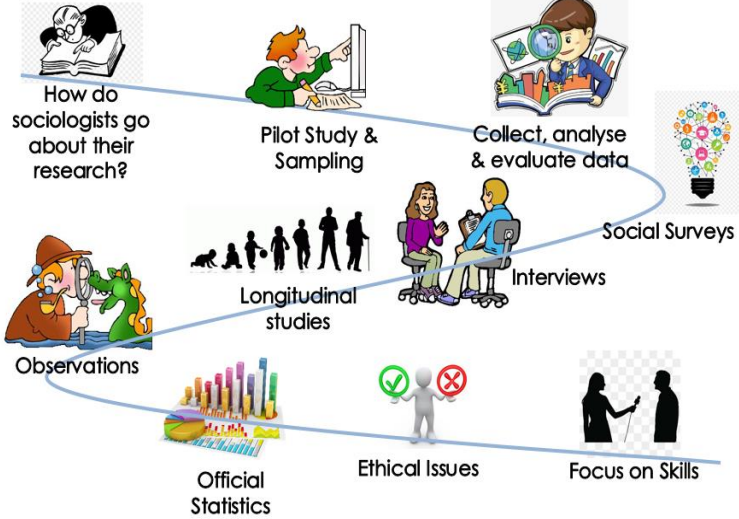 How do
sociologists go
about their
research?
Pilot Study &
Sampling
Collect, analyse
& evaluate data
Social Surveys
Interviews
Longitudinal
studies
Observations
Official
Statistics
Ethical Issues
Focus on Skills